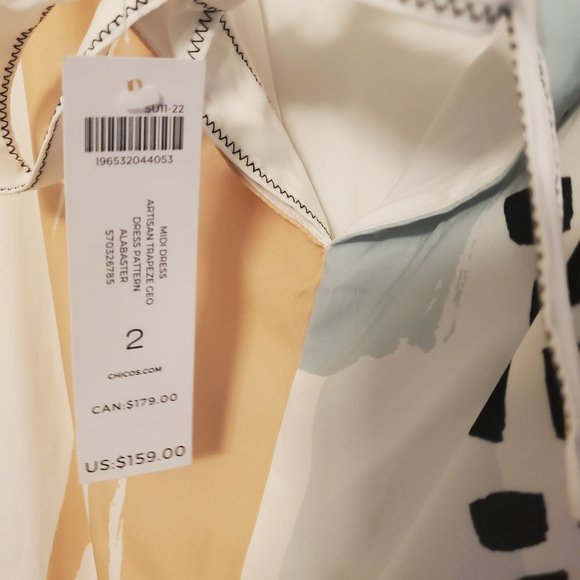 SU11-22
196532044053
MIDI DRESS
ARTISAN TRAPEZE GEO
DRESS PATTERN
ALABASTER
570326785
2
CHICOS.COM
CAN:$179.00
US:$159.00